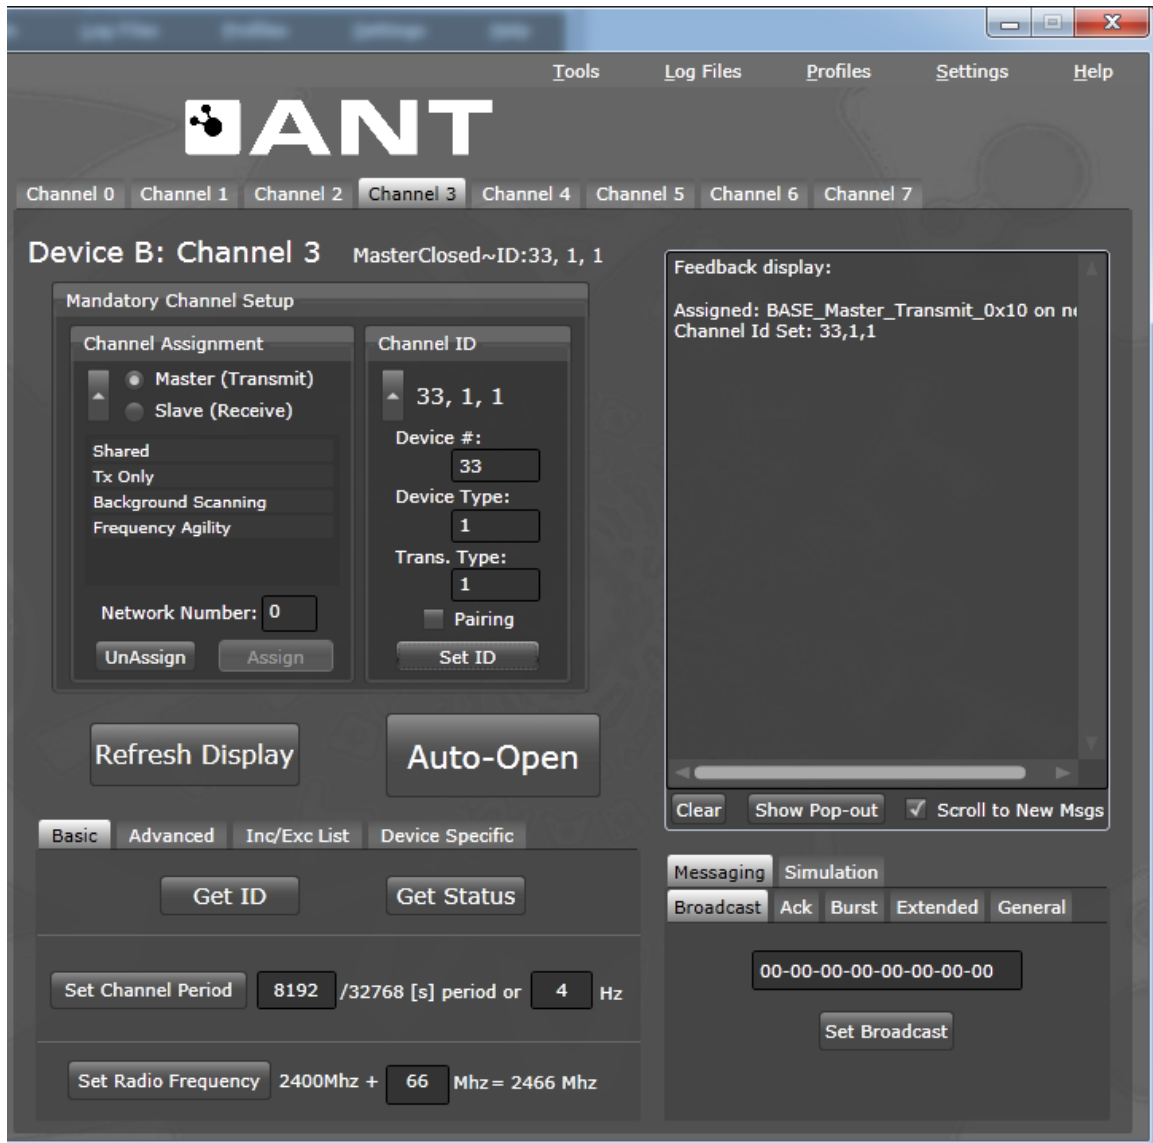 Tools Log Files Profiles Settings Help
ANT
Channel 0 Channel 1 Channel 2 Channel 3 Channel 4 Channel 5 Channel 6 Channel 7
Device B: Channel 3 MasterClosed~ID:33, 1, 1
Mandatory Channel Setup
Channel Assignment
Master (Transmit)
Slave (Receive)
Shared
Tx Only
Background Scanning
Frequency Agility
Network Number: 0
UnAssign Assign
Channel ID
33, 1, 1
Device #:
33
Device Type:
1
Trans. Type:
1
Pairing
Set ID
Refresh Display Auto-Open
Basic Advanced Inc/Exc List Device Specific
Get ID Get Status
Set Channel Period 8192 /32768 [s] period or 4 Hz
Set Radio Frequency 2400Mhz + 66 Mhz= 2466 Mhz
Feedback display:
Assigned: BASE_Master_Transmit_0x10 on
Channel Id Set: 33,1,1
Clear Show Pop-out Scroll to New Msgs
Messaging Simulation
Broadcast Ack Burst Extended General
00-00-00-00-00-00-00-00
Set Broadcast